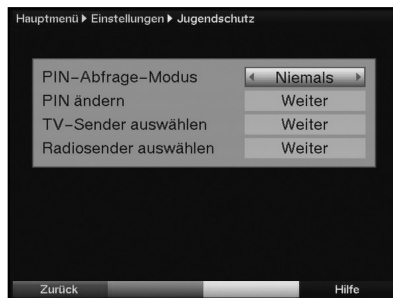 Hauptmenü ▸ Einstellungen ▸ Jugendschutz
PIN-Abfrage-Modus Niemals
PIN ändern Weiter
TV-Sender auswählen Weiter
Radiosender auswählen Weiter
Zurück Hilfe